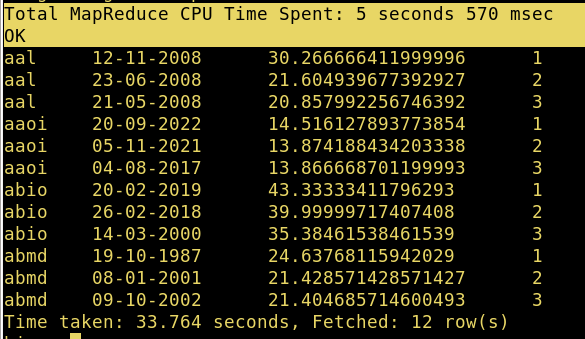 Total MapReduce CPU Time Spent: 5 seconds 570 msec
OK
aal 12-11-2008 30.266666411999996 1
aal 23-06-2008 21.604939677392927 2
aal 21-05-2008 20.857992256746392 3
aaoi 20-09-2022 14.516127893773854 1
aaoi 05-11-2021 13.874188434203338 2
aaoi 04-08-2017 13.866668701199993 3
abio 20-02-2019 43.33333411796293 1
abio 26-02-2018 39.99999717407408 2
abio 14-03-2000 35.38461538461539 3
abmd 19-10-1987 24.63768115942029 1
abmd 08-01-2001 21.428571428571427 2
abmd 09-10-2002 21.404685714600493 3
Time taken: 33.764 seconds, Fetched: 12 row(s)